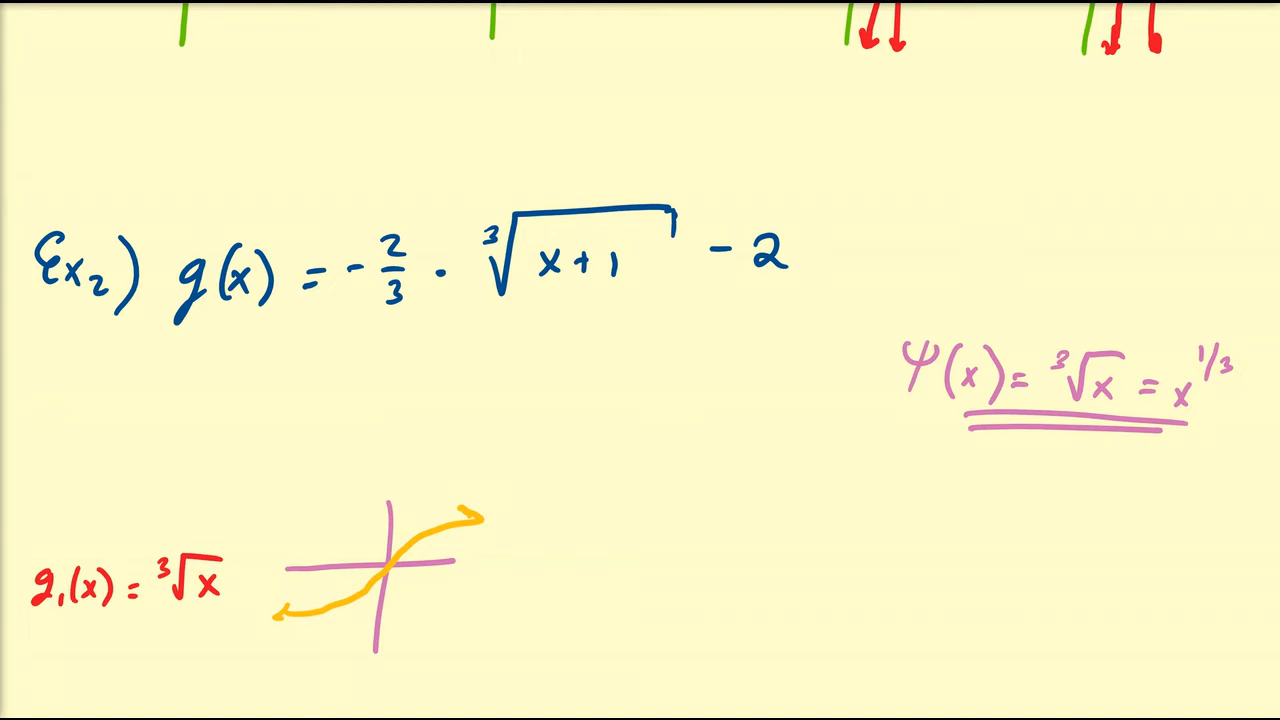 Ex₂) g(x) = - 2/3 · ∛(x+1) - 2
Ψ(x) = ∛x = x^1/3
g₁(x) = ∛x